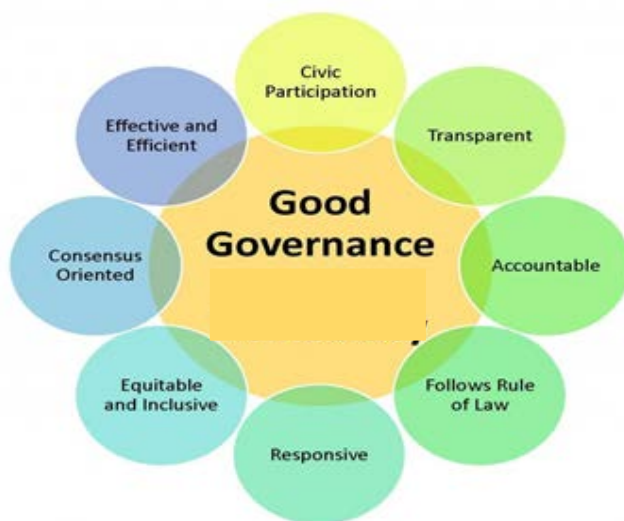 Good
Governance
Civic
Participation
Transparent
Accountable
Follows Rule
of Law
Responsive
Equitable
and Inclusive
Consensus
Oriented
Effective and
Efficient